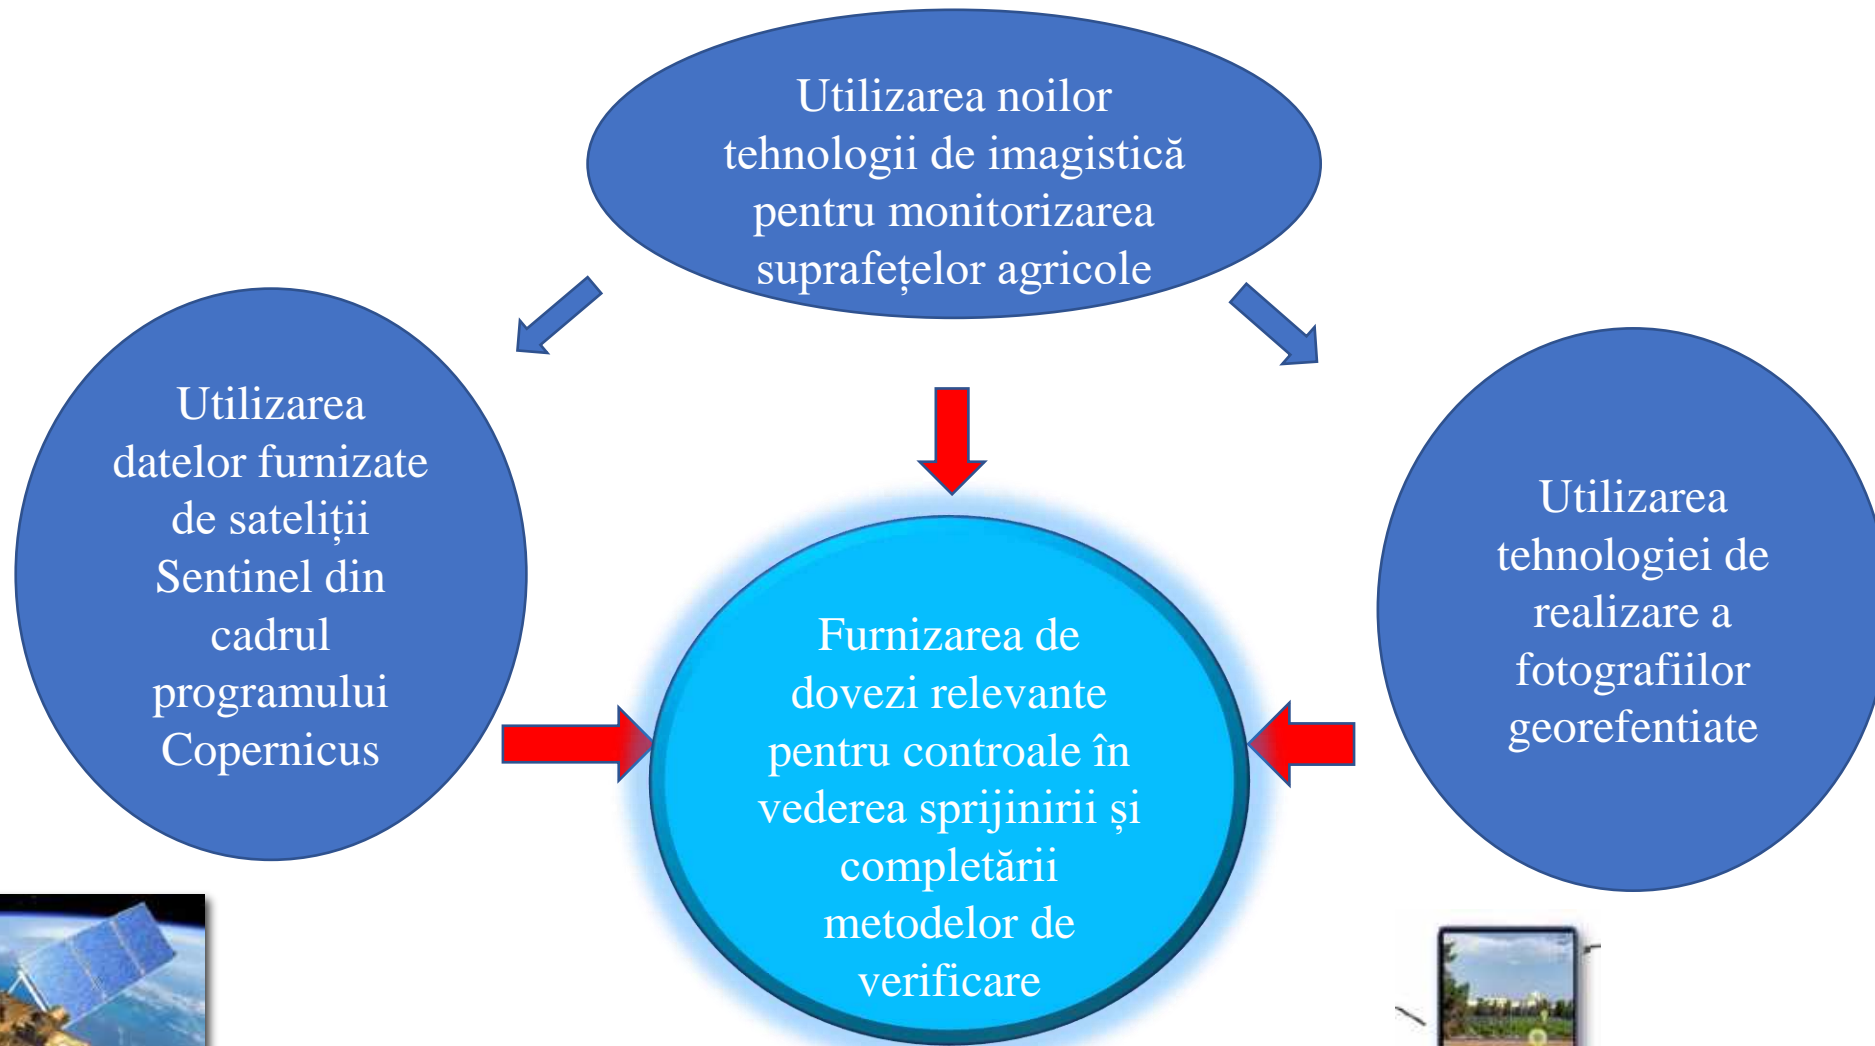 Utilizarea noilor
tehnologii de imagistică
pentru monitorizarea
suprafețelor agricole
Utilizarea
datelor furnizate
de sateliții
Sentinel din
cadrul
programului
Copernicus
Furnizarea de
dovezi relevante
pentru controale în
vederea sprijinirii și
completării
metodelor de
verificare
Utilizarea
tehnologiei de
realizare a
fotografiilor
georefentiate